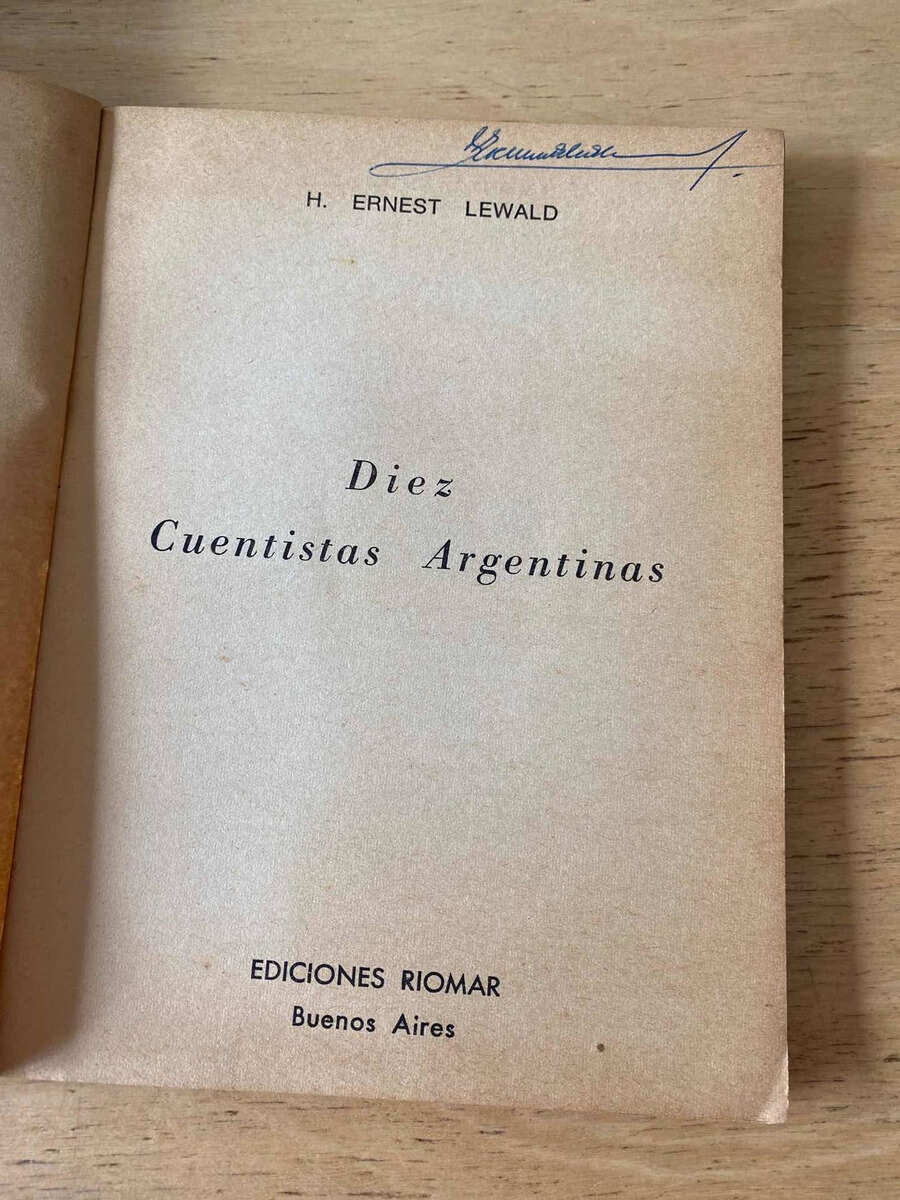 H. ERNEST LEWALD
Diez
Cuentistas Argentinas
EDICIONES RIOMAR
Buenos Aires